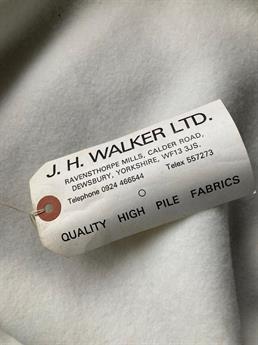 J. H. WALKER LTD.
RAVENSTHORPE MILLS, CALDER ROAD,
DEWSBURY, YORKSHIRE, WF13 3JS.
Telephone 0924 466544 Telex 557273
QUALITY HIGH PILE FABRICS